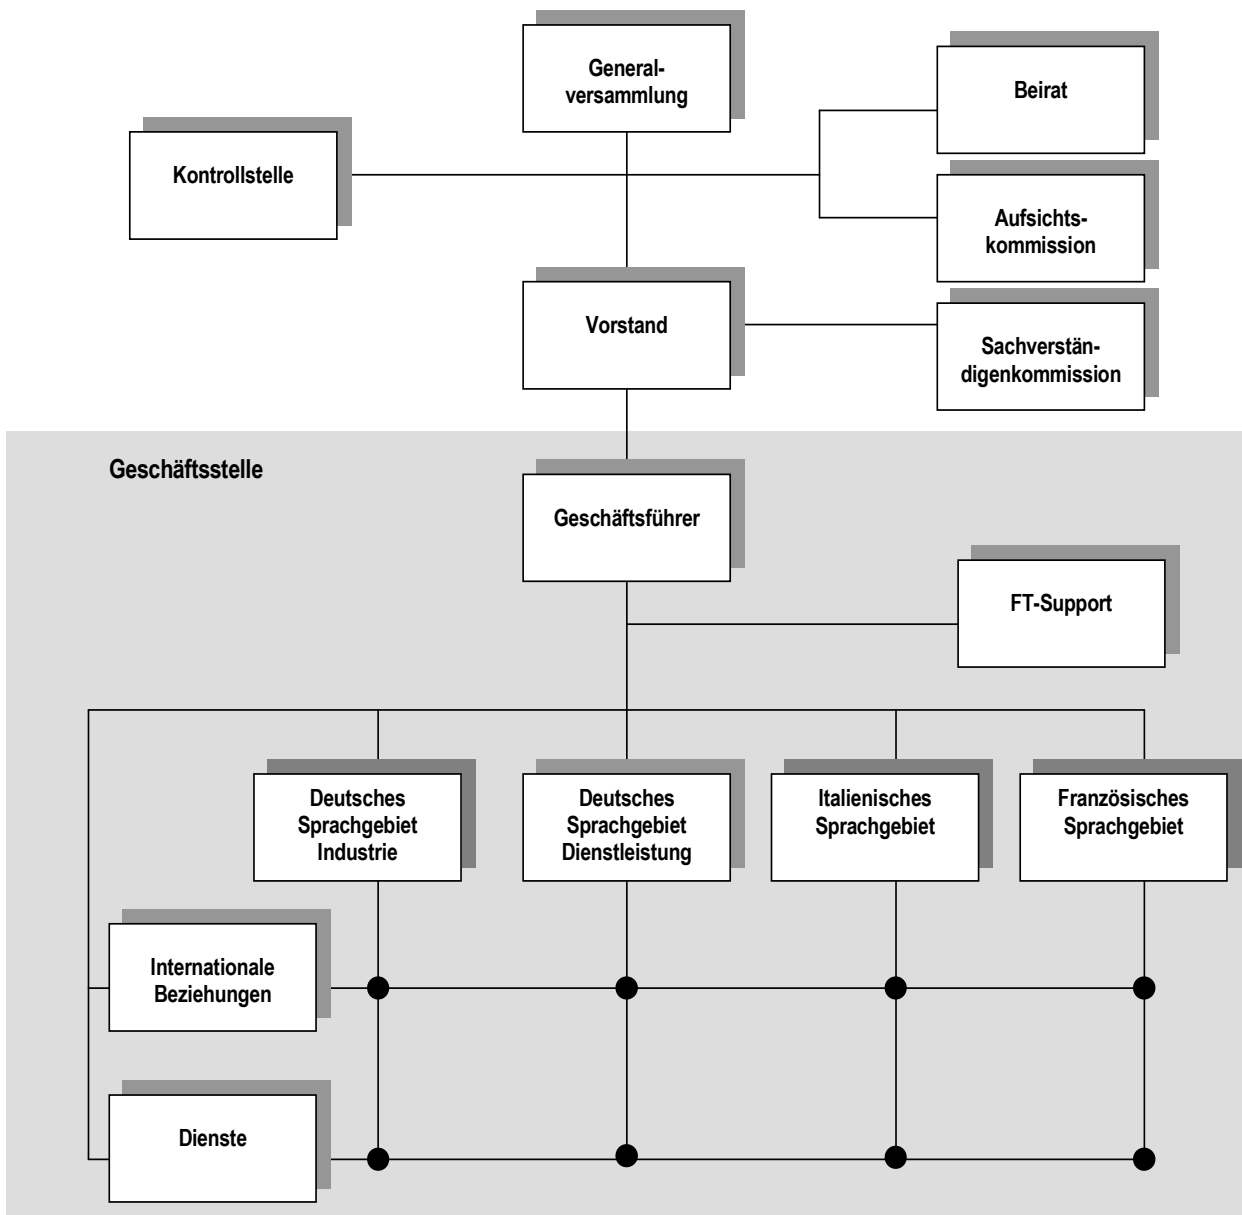 General-
versammlung
Beirat
Kontrollstelle
Aufsichts-
kommission
Vorstand
Sachverstän-
digenkommission
Geschäftsstelle
Geschäftsführer
FT-Support
Deutsches
Sprachgebiet
Industrie
Deutsches
Sprachgebiet
Dienstleistung
Italienisches
Sprachgebiet
Französisches
Sprachgebiet
Internationale
Beziehungen
Dienste